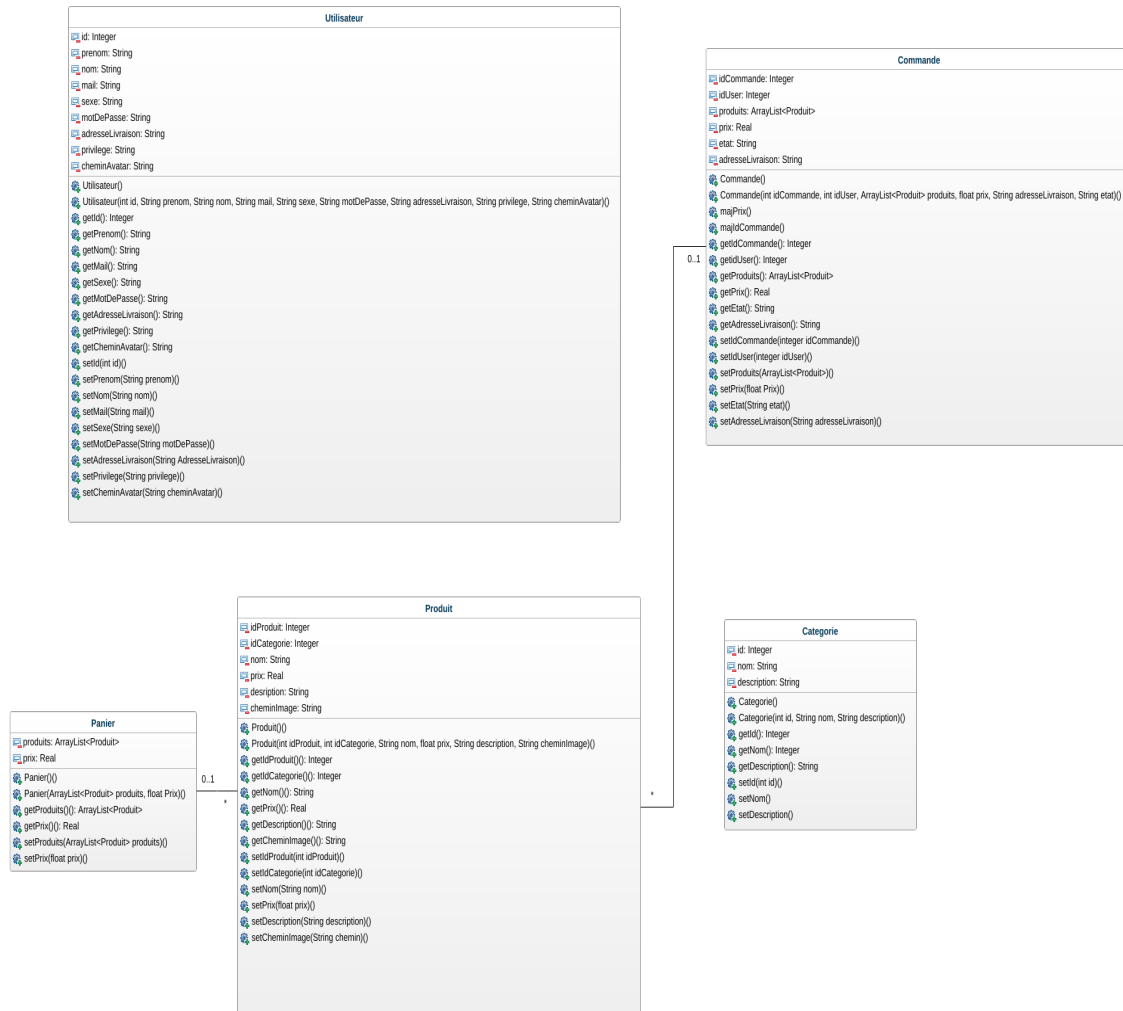 Utilisateur
id: Integer
prenom: String
nom: String
mail: String
sexe: String
motDePasse: String
adresseLivraison: String
privilege: String
cheminAvatar: String
Utilisateur()
Utilisateur(int id, String prenom, String nom, String mail, String sexe, String motDePasse, String adresseLivraison, String privilege, String cheminAvatar)()
getId(): Integer
getPrenom(): String
getNom(): String
getMail(): String
getSexe(): String
getMotDePasse(): String
getAdresseLivraison(): String
getPrivilege(): String
getCheminAvatar(): String
setId(int id)()
setPrenom(String prenom)()
setNom(String nom)()
setMail(String mail)()
setSexe(String sexe)()
setMotDePasse(String motDePasse)()
setAdresseLivraison(String AdresseLivraison)()
setPrivilege(String privilege)()
setCheminAvatar(String cheminAvatar)()
Commande
idCommande: Integer
idUser: Integer
produits: ArrayList<Produit>
prix: Real
etat: String
adresseLivraison: String
Commande()
Commande(int idCommande, int idUser, ArrayList<Produit> produits, float prix, String adresseLivraison, String etat)()
majPrix()
majIdCommande()
getIdCommande(): Integer
getidUser(): Integer
getProduits(): ArrayList<Produit>
getPrix(): Real
getEtat(): String
getAdresseLivraison(): String
setIdCommande(integer idCommande)()
setIdUser(integer idUser)()
setProduits(ArrayList<Produit>)()
setPrix(float Prix)()
setEtat(String etat)()
setAdresseLivraison(String adresseLivraison)()
0..1
Produit
idProduit: Integer
idCategorie: Integer
nom: String
prix: Real
desription: String
cheminImage: String
Produit()()
Produit(int idProduit, int idCategorie, String nom, float prix, String description, String cheminImage)()
getIdProduit()(): Integer
getIdCategorie()(): Integer
getNom()(): String
getPrix()(): Real
getDescription()(): String
getCheminImage()(): String
setIdProduit(int idProduit)()
setIdCategorie(int idCategorie)()
setNom(String nom)()
setPrix(float prix)()
setDescription(String description)()
setCheminImage(String chemin)()
*
Categorie
id: Integer
nom: String
description: String
Categorie()
Categorie(int id, String nom, String description)()
getId(): Integer
getNom(): Integer
getDescription(): String
setId(int id)()
setNom()
setDescription()
Panier
produits: ArrayList<Produit>
prix: Real
Panier()()
Panier(ArrayList<Produit> produits, float Prix)()
getProduits()(): ArrayList<Produit>
getPrix()(): Real
setProduits(ArrayList<Produit> produits)()
setPrix(float prix)()
0..1
*